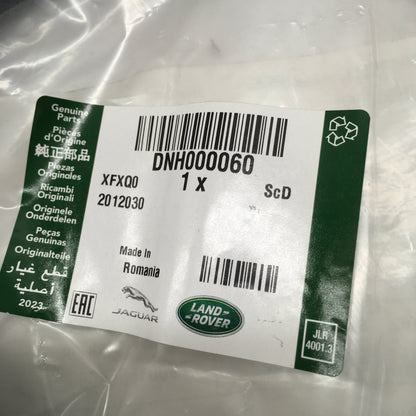 Genuine
Parts
Pièces
d'Origine
純正部品
Piezas
Originales
Ricambi
Originali
Originele
Onderdelen
Peças
Genuínas
Originalteile
قطع غيار
أصلية
2023
DNH000060
1 x
XFXQ0
ScD
2012030
Made In
Romania
EAC
JAGUAR
LAND-
ROVER
JLR
4001.3